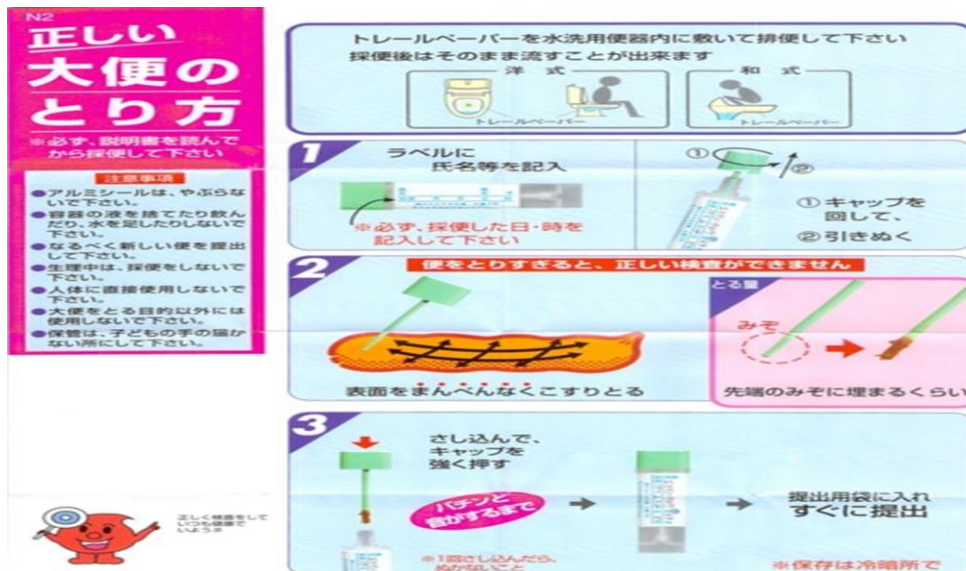 N2
正しい
大便の
とり方
※必ず、説明書を読んで
から採便して下さい
注意事項
●アルミシールは、やぶらな
いで下さい。
●容器の液を捨てたり飲ん
だり、水を足したりしないで
下さい。
●なるべく新しい便を提出
して下さい。
●生理中は、採便をしないで
下さい。
●人体に直接使用しないで
下さい。
●大便をとる目的以外には
使用しないで下さい。
●保管は、子どもの手の届か
ない所にして下さい。
正しく検査をして
いつも健康で
いようネ
トレールペーパーを水洗用便器内に敷いて排便して下さい
採便後はそのまま流すことが出来ます
洋式
トレールペーパー
和式
トレールペーパー
1
ラベルに
氏名等を記入
※必ず、採便した日・時を
記入して下さい
①
②
① キャップを
回して、
② 引きぬく
2
便をとりすぎると、正しい検査ができません
表面をまんべんなくこすりとる
とる量
みぞ
先端のみぞに埋まるくらい
3
さし込んで、
キャップを
強く押す
パチンと
音がするまで
※1回さし込んだら、
ぬかないこと
提出用袋に入れ
すぐに提出
※保存は冷暗所で